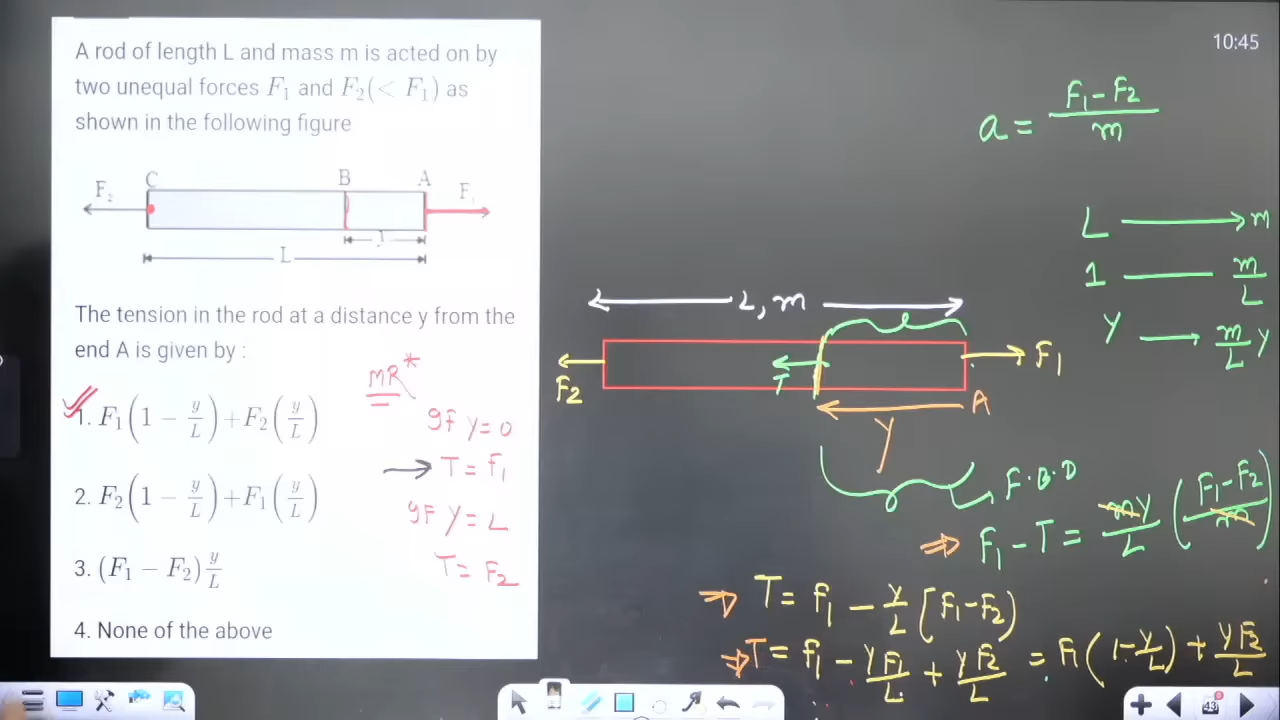 A rod of length L and mass m is acted on by
two unequal forces F₁ and F₂(< F₁) as
shown in the following figure
F₂ C B A F
L
The tension in the rod at a distance y from the
end A is given by :
1. F₁(1 − y/L)+F₂(y/L)
2. F₂(1 − y/L)+F₁(y/L)
3. (F₁ − F₂)y/L
4. None of the above
MR*
gf y=0
→ T = f₁
gf y = L
T = F₂
10:45
a = (F₁-F₂)/m
L → m
1 — m/L
Y → m/L y
L, m
F₂ T F₁
A
y
F.B.D
⇒ F₁ - T = my/L ((F₁-F₂)/m)
⇒ T = f₁ - y/L [F₁-F₂)
⇒ T = f₁ - yF₁/L + yF₂/L = F₁(1-y/L) + yF₂/L
43